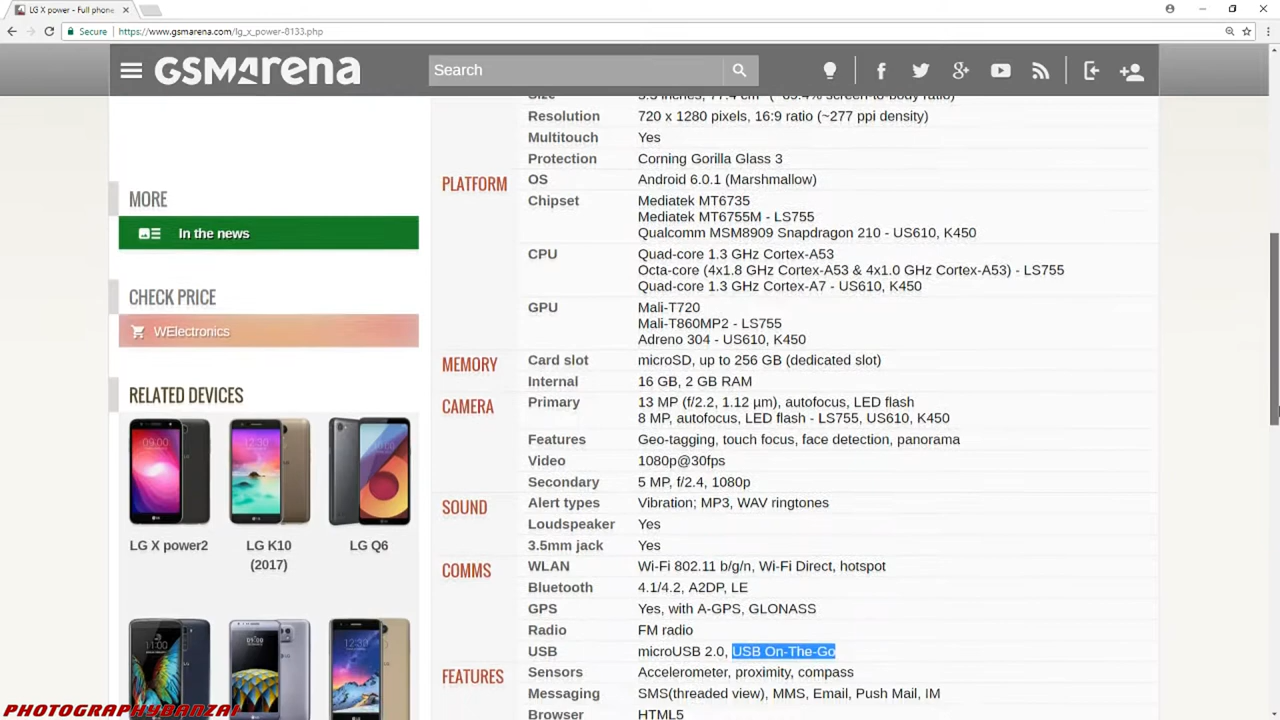 LG X power - Full phone
Secure
https://www.gsmarena.com/lg_x_power-8133.php
GSMArena
Search
Resolution 720 x 1280 pixels, 16:9 ratio (~277 ppi density)
Multitouch Yes
Protection Corning Gorilla Glass 3
PLATFORM OS Android 6.0.1 (Marshmallow)
Chipset Mediatek MT6735
Mediatek MT6755M - LS755
Qualcomm MSM8909 Snapdragon 210 - US610, K450
CPU Quad-core 1.3 GHz Cortex-A53
Octa-core (4x1.8 GHz Cortex-A53 & 4x1.0 GHz Cortex-A53) - LS755
Quad-core 1.3 GHz Cortex-A7 - US610, K450
GPU Mali-T720
Mali-T860MP2 - LS755
Adreno 304 - US610, K450
MEMORY Card slot microSD, up to 256 GB (dedicated slot)
Internal 16 GB, 2 GB RAM
CAMERA Primary 13 MP (f/2.2, 1.12 µm), autofocus, LED flash
8 MP, autofocus, LED flash - LS755, US610, K450
Features Geo-tagging, touch focus, face detection, panorama
Video 1080p@30fps
Secondary 5 MP, f/2.4, 1080p
SOUND Alert types Vibration; MP3, WAV ringtones
Loudspeaker Yes
3.5mm jack Yes
COMMS WLAN Wi-Fi 802.11 b/g/n, Wi-Fi Direct, hotspot
Bluetooth 4.1/4.2, A2DP, LE
GPS Yes, with A-GPS, GLONASS
Radio FM radio
USB microUSB 2.0, USB On-The-Go
FEATURES Sensors Accelerometer, proximity, compass
Messaging SMS(threaded view), MMS, Email, Push Mail, IM
Browser HTML5
MORE
In the news
CHECK PRICE
WElectronics
RELATED DEVICES
LG X power2
LG K10
(2017)
LG Q6
PHOTOGRAPHYBANZAI